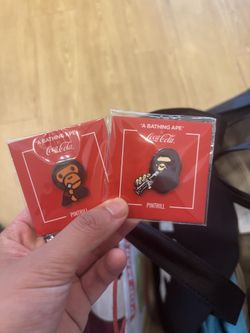 "A BATHING APE"
Coca-Cola
PINTRILL
"A BATHING APE"
Coca-Cola
PINTRILL